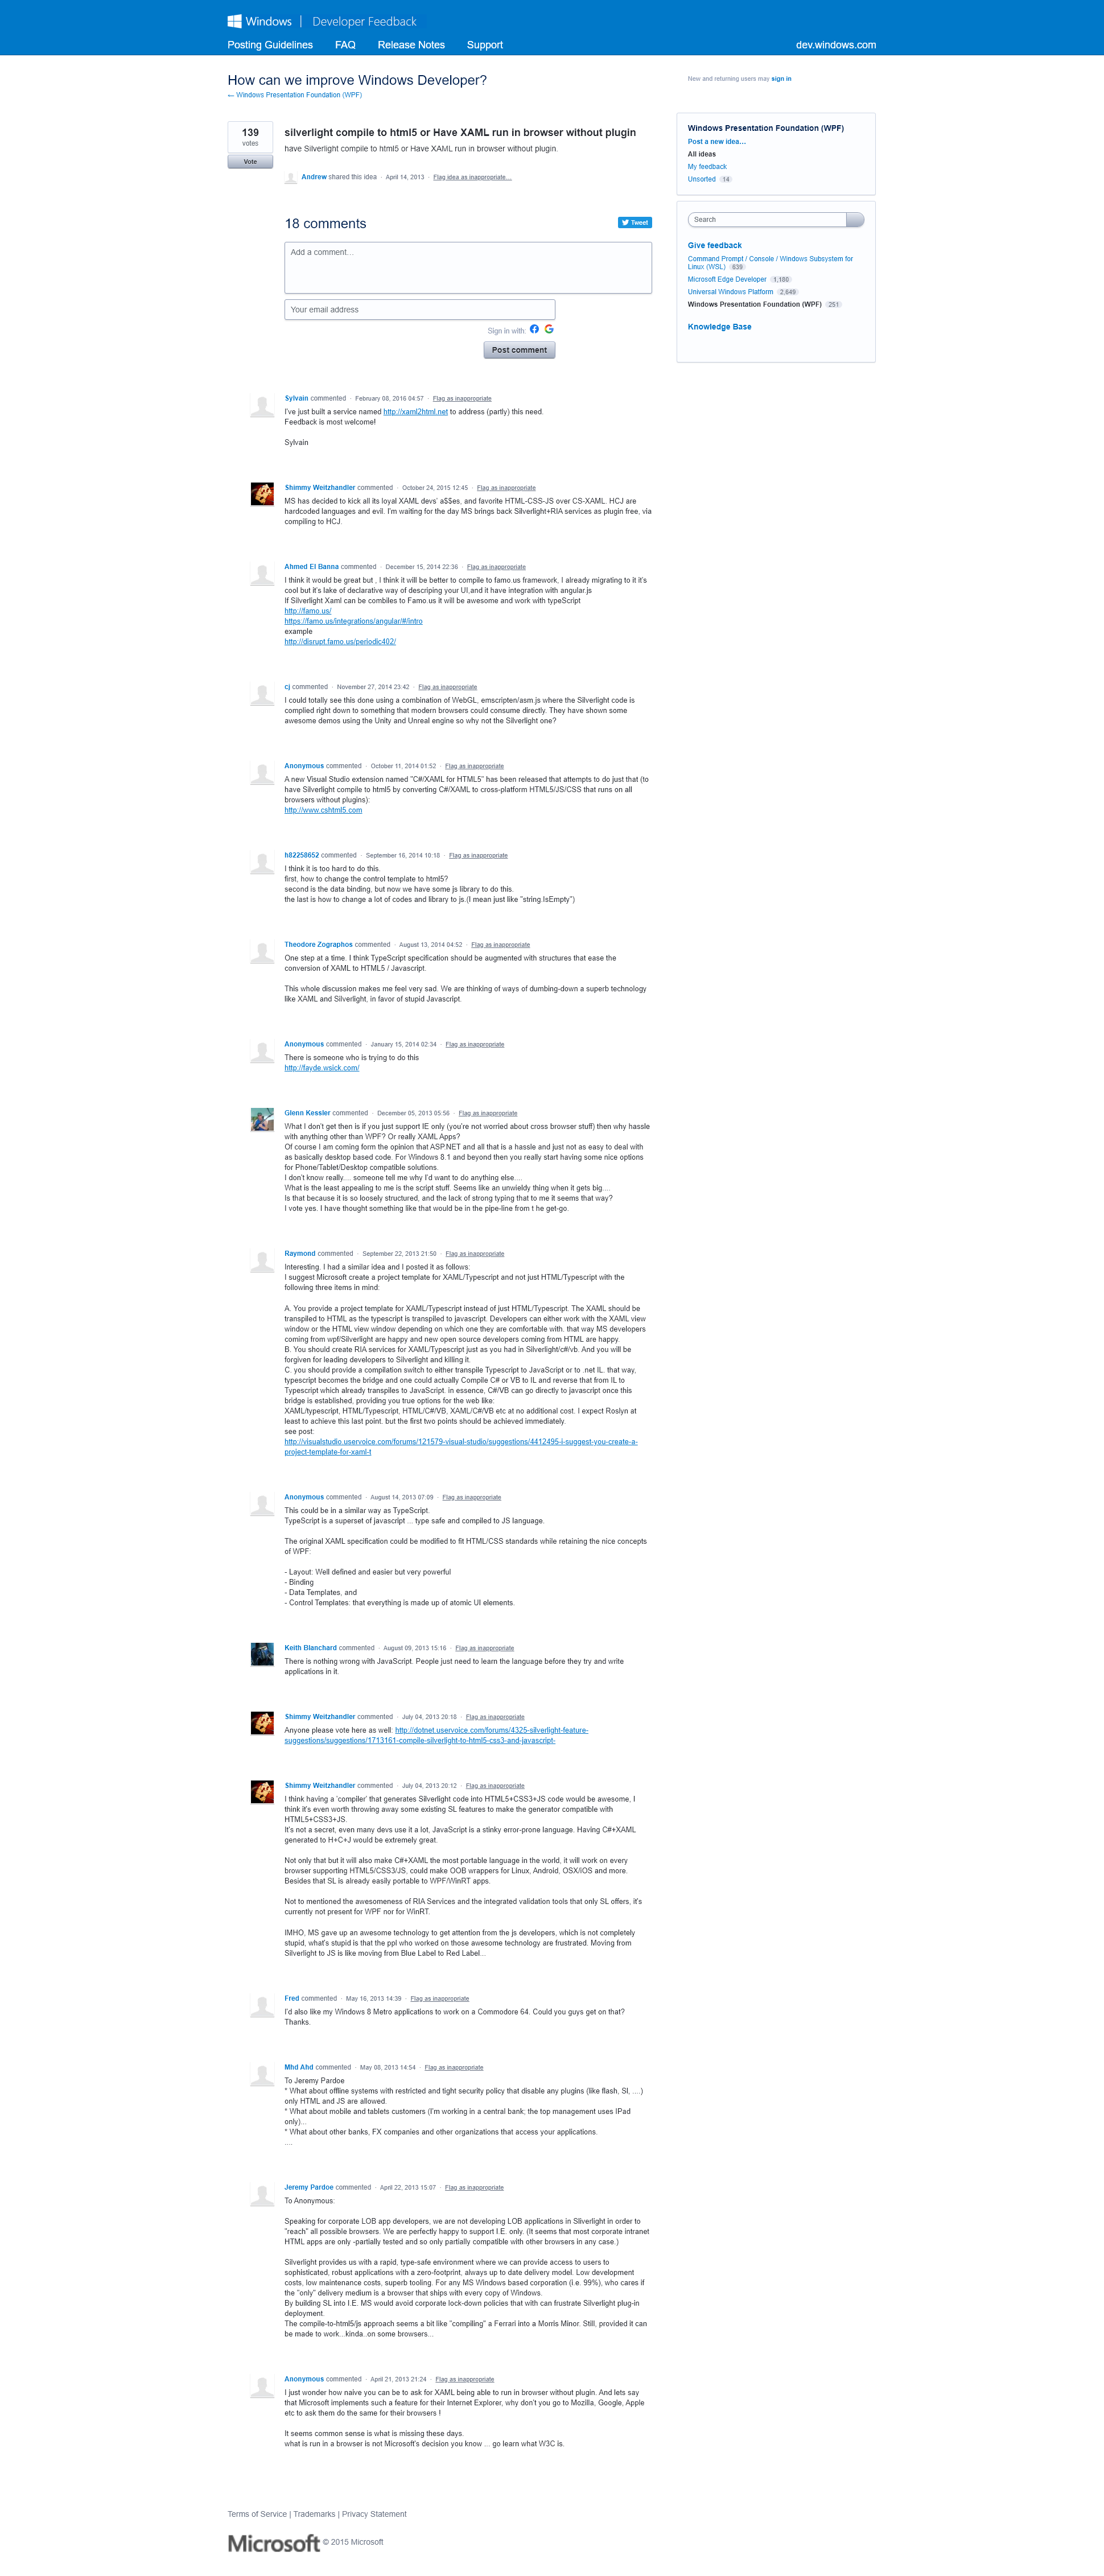 Windows | Developer Feedback
Posting Guidelines FAQ Release Notes Support dev.windows.com
How can we improve Windows Developer?
← Windows Presentation Foundation (WPF)
New and returning users may sign in
139
votes
Vote
silverlight compile to html5 or Have XAML run in browser without plugin
have Silverlight compile to html5 or Have XAML run in browser without plugin.
Andrew shared this idea · April 14, 2013 · Flag idea as inappropriate…
18 comments
Tweet
Add a comment…
Your email address
Sign in with:
Post comment
Windows Presentation Foundation (WPF)
Post a new idea…
All ideas
My feedback
Unsorted 14
Search
Give feedback
Command Prompt / Console / Windows Subsystem for
Linux (WSL) 639
Microsoft Edge Developer 1,180
Universal Windows Platform 2,649
Windows Presentation Foundation (WPF) 251
Knowledge Base
Sylvain commented · February 08, 2016 04:57 · Flag as inappropriate
I've just built a service named http://xaml2html.net to address (partly) this need.
Feedback is most welcome!
Sylvain
Shimmy Weitzhandler commented · October 24, 2015 12:45 · Flag as inappropriate
MS has decided to kick all its loyal XAML devs' a$$es, and favorite HTML-CSS-JS over CS-XAML. HCJ are
hardcoded languages and evil. I'm waiting for the day MS brings back Silverlight+RIA services as plugin free, via
compiling to HCJ.
Ahmed El Banna commented · December 15, 2014 22:36 · Flag as inappropriate
I think it would be great but , I think it will be better to compile to famo.us framework, I already migrating to it it's
cool but it's lake of declarative way of descriping your UI,and it have integration with angular.js
If Silverlight Xaml can be combiles to Famo.us it will be awesome and work with typeScript
http://famo.us/
https://famo.us/integrations/angular/#/intro
example
http://disrupt.famo.us/periodic402/
cj commented · November 27, 2014 23:42 · Flag as inappropriate
I could totally see this done using a combination of WebGL, emscripten/asm.js where the Silverlight code is
complied right down to something that modern browsers could consume directly. They have shown some
awesome demos using the Unity and Unreal engine so why not the Silverlight one?
Anonymous commented · October 11, 2014 01:52 · Flag as inappropriate
A new Visual Studio extension named "C#/XAML for HTML5" has been released that attempts to do just that (to
have Silverlight compile to html5 by converting C#/XAML to cross-platform HTML5/JS/CSS that runs on all
browsers without plugins):
http://www.cshtml5.com
h82258652 commented · September 16, 2014 10:18 · Flag as inappropriate
I think it is too hard to do this.
first, how to change the control template to html5?
second is the data binding, but now we have some js library to do this.
the last is how to change a lot of codes and library to js.(I mean just like "string.IsEmpty")
Theodore Zographos commented · August 13, 2014 04:52 · Flag as inappropriate
One step at a time. I think TypeScript specification should be augmented with structures that ease the
conversion of XAML to HTML5 / Javascript.
This whole discussion makes me feel very sad. We are thinking of ways of dumbing-down a superb technology
like XAML and Silverlight, in favor of stupid Javascript.
Anonymous commented · January 15, 2014 02:34 · Flag as inappropriate
There is someone who is trying to do this
http://fayde.wsick.com/
Glenn Kessler commented · December 05, 2013 05:56 · Flag as inappropriate
What I don't get then is if you just support IE only (you're not worried about cross browser stuff) then why hassle
with anything other than WPF? Or really XAML Apps?
Of course I am coming form the opinion that ASP.NET and all that is a hassle and just not as easy to deal with
as basically desktop based code. For Windows 8.1 and beyond then you really start having some nice options
for Phone/Tablet/Desktop compatible solutions.
I don't know really.... someone tell me why I'd want to do anything else....
What is the least appealing to me is the script stuff. Seems like an unwieldy thing when it gets big....
Is that because it is so loosely structured, and the lack of strong typing that to me it seems that way?
I vote yes. I have thought something like that would be in the pipe-line from t he get-go.
Raymond commented · September 22, 2013 21:50 · Flag as inappropriate
Interesting. I had a similar idea and I posted it as follows:
I suggest Microsoft create a project template for XAML/Typescript and not just HTML/Typescript with the
following three items in mind:
A. You provide a project template for XAML/Typescript instead of just HTML/Typescript. The XAML should be
transpiled to HTML as the typescript is transpiled to javascript. Developers can either work with the XAML view
window or the HTML view window depending on which one they are comfortable with. that way MS developers
coming from wpf/Silverlight are happy and new open source developers coming from HTML are happy.
B. You should create RIA services for XAML/Typescript just as you had in Silverlight/c#/vb. And you will be
forgiven for leading developers to Silverlight and killing it.
C. you should provide a compilation switch to either transpile Typescript to JavaScript or to .net IL. that way,
typescript becomes the bridge and one could actually Compile C# or VB to IL and reverse that from IL to
Typescript which already transpiles to JavaScript. in essence, C#/VB can go directly to javascript once this
bridge is established, providing you true options for the web like:
XAML/typescript, HTML/Typescript, HTML/C#/VB, XAML/C#/VB etc at no additional cost. I expect Roslyn at
least to achieve this last point. but the first two points should be achieved immediately.
see post:
http://visualstudio.uservoice.com/forums/121579-visual-studio/suggestions/4412495-i-suggest-you-create-a-
project-template-for-xaml-t
Anonymous commented · August 14, 2013 07:09 · Flag as inappropriate
This could be in a similar way as TypeScript.
TypeScript is a superset of javascript ... type safe and compiled to JS language.
The original XAML specification could be modified to fit HTML/CSS standards while retaining the nice concepts
of WPF:
- Layout: Well defined and easier but very powerful
- Binding
- Data Templates, and
- Control Templates: that everything is made up of atomic UI elements.
Keith Blanchard commented · August 09, 2013 15:16 · Flag as inappropriate
There is nothing wrong with JavaScript. People just need to learn the language before they try and write
applications in it.
Shimmy Weitzhandler commented · July 04, 2013 20:18 · Flag as inappropriate
Anyone please vote here as well: http://dotnet.uservoice.com/forums/4325-silverlight-feature-
suggestions/suggestions/1713161-compile-silverlight-to-html5-css3-and-javascript-
Shimmy Weitzhandler commented · July 04, 2013 20:12 · Flag as inappropriate
I think having a 'compiler' that generates Silverlight code into HTML5+CSS3+JS code would be awesome, I
think it's even worth throwing away some existing SL features to make the generator compatible with
HTML5+CSS3+JS.
It's not a secret, even many devs use it a lot, JavaScript is a stinky error-prone language. Having C#+XAML
generated to H+C+J would be extremely great.
Not only that but it will also make C#+XAML the most portable language in the world, it will work on every
browser supporting HTML5/CSS3/JS, could make OOB wrappers for Linux, Android, OSX/IOS and more.
Besides that SL is already easily portable to WPF/WinRT apps.
Not to mentioned the awesomeness of RIA Services and the integrated validation tools that only SL offers, it's
currently not present for WPF nor for WinRT.
IMHO, MS gave up an awesome technology to get attention from the js developers, which is not completely
stupid, what's stupid is that the ppl who worked on those awesome technology are frustrated. Moving from
Silverlight to JS is like moving from Blue Label to Red Label...
Fred commented · May 16, 2013 14:39 · Flag as inappropriate
I'd also like my Windows 8 Metro applications to work on a Commodore 64. Could you guys get on that?
Thanks.
Mhd Ahd commented · May 08, 2013 14:54 · Flag as inappropriate
To Jeremy Pardoe
* What about offline systems with restricted and tight security policy that disable any plugins (like flash, Sl, ....)
only HTML and JS are allowed.
* What about mobile and tablets customers (I'm working in a central bank; the top management uses IPad
only)...
* What about other banks, FX companies and other organizations that access your applications.
....
Jeremy Pardoe commented · April 22, 2013 15:07 · Flag as inappropriate
To Anonymous:
Speaking for corporate LOB app developers, we are not developing LOB applications in Sliverlight in order to
"reach" all possible browsers. We are perfectly happy to support I.E. only. (It seems that most corporate intranet
HTML apps are only -partially tested and so only partially compatible with other browsers in any case.)
Silverlight provides us with a rapid, type-safe environment where we can provide access to users to
sophisticated, robust applications with a zero-footprint, always up to date delivery model. Low development
costs, low maintenance costs, superb tooling. For any MS Windows based corporation (i.e. 99%), who cares if
the "only" delivery medium is a browser that ships with every copy of Windows.
By building SL into I.E. MS would avoid corporate lock-down policies that with can frustrate Silverlight plug-in
deployment.
The compile-to-html5/js approach seems a bit like "compiling" a Ferrari into a Morris Minor. Still, provided it can
be made to work...kinda..on some browsers...
Anonymous commented · April 21, 2013 21:24 · Flag as inappropriate
I just wonder how naive you can be to ask for XAML being able to run in browser without plugin. And lets say
that Microsoft implements such a feature for their Internet Explorer, why don't you go to Mozilla, Google, Apple
etc to ask them do the same for their browsers !
It seems common sense is what is missing these days.
what is run in a browser is not Microsoft's decision you know ... go learn what W3C is.
Terms of Service | Trademarks | Privacy Statement
Microsoft © 2015 Microsoft